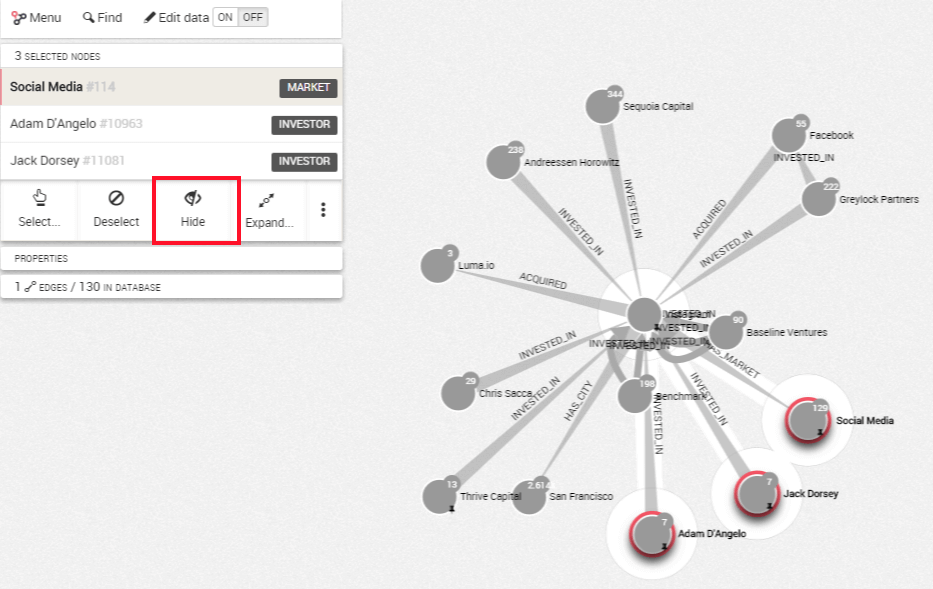 Menu Find Edit data ON OFF
3 SELECTED NODES
Social Media #114 MARKET
Adam D'Angelo #10963 INVESTOR
Jack Dorsey #11081 INVESTOR
Select... Deselect Hide Expand...
PROPERTIES
1 EDGES / 130 IN DATABASE
344
Sequoia Capital
55
Facebook
INVESTED_IN
238
Andreessen Horowitz
222
Greylock Partners
INVESTED_IN
INVESTED_IN
ACQUIRED
INVESTED_IN
3
Luma.io
ACQUIRED
INVESTED_IN
INVESTED_IN
90
Baseline Ventures
INVESTED_IN
INVESTED_IN
INVESTED_IN
HAS_MARKET
29
Chris Sacca
INVESTED_IN
HAS_CITY
198
Benchmark
INVESTED_IN
INVESTED_IN
129
Social Media
13
Thrive Capital
San Francisco
7
Jack Dorsey
7
Adam D'Angelo